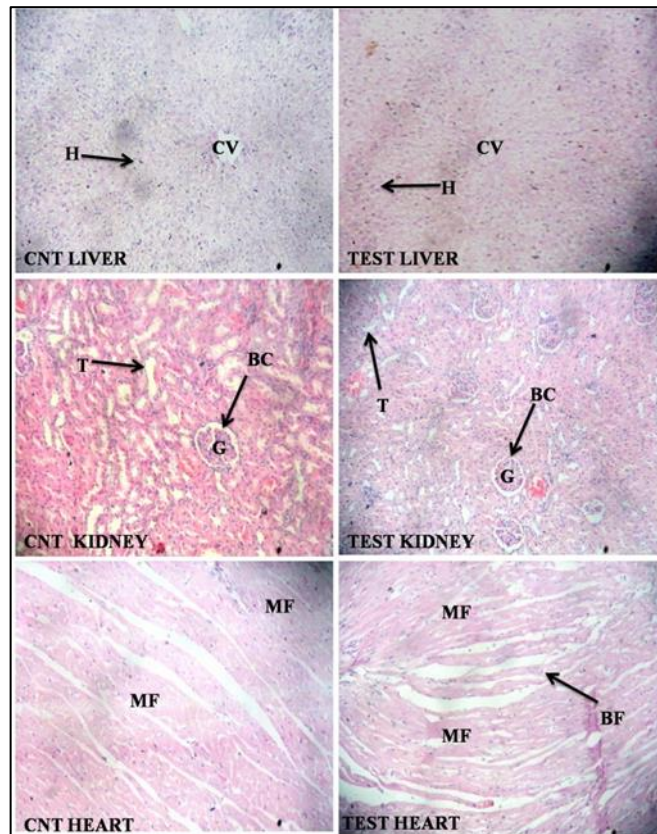 H
CV
CNT LIVER
CV
H
TEST LIVER
T
BC
G
CNT KIDNEY
T
BC
G
TEST KIDNEY
MF
MF
CNT HEART
MF
BF
MF
TEST HEART